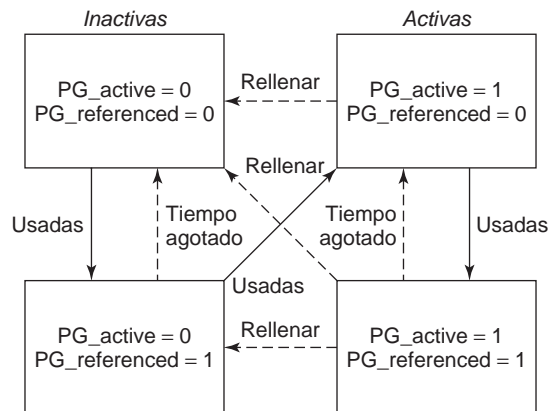 Inactivas
Activas
PG_active = 0
PG_referenced = 0
Rellenar
PG_active = 1
PG_referenced = 0
Rellenar
Usadas
Tiempo
agotado
Tiempo
agotado
Usadas
Usadas
PG_active = 0
PG_referenced = 1
Rellenar
PG_active = 1
PG_referenced = 1